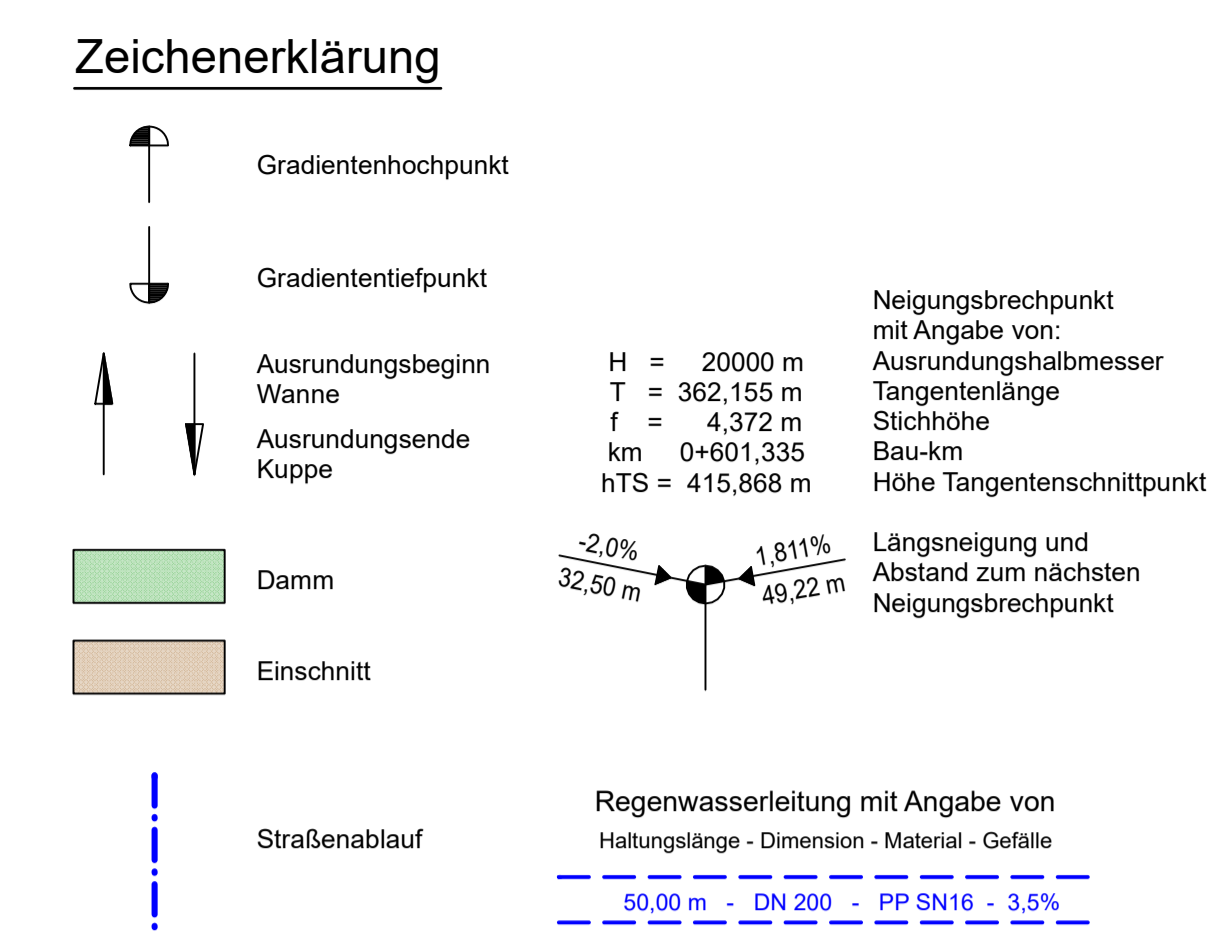 Zeichenerklärung
Gradientenhochpunkt
Gradiententiefpunkt
Ausrundungsbeginn
Wanne
Ausrundungsende
Kuppe
Damm
Einschnitt
Straßenablauf
Neigungsbrechpunkt
mit Angabe von:
H = 20000 m Ausrundungshalbmesser
T = 362,155 m Tangentenlänge
f = 4,372 m Stichhöhe
km 0+601,335 Bau-km
hTS = 415,868 m Höhe Tangentenschnittpunkt
-2,0%
32,50 m
1,811%
49,22 m
Längsneigung und
Abstand zum nächsten
Neigungsbrechpunkt
Regenwasserleitung mit Angabe von
Haltungslänge - Dimension - Material - Gefälle
50,00 m - DN 200 - PP SN16 - 3,5%